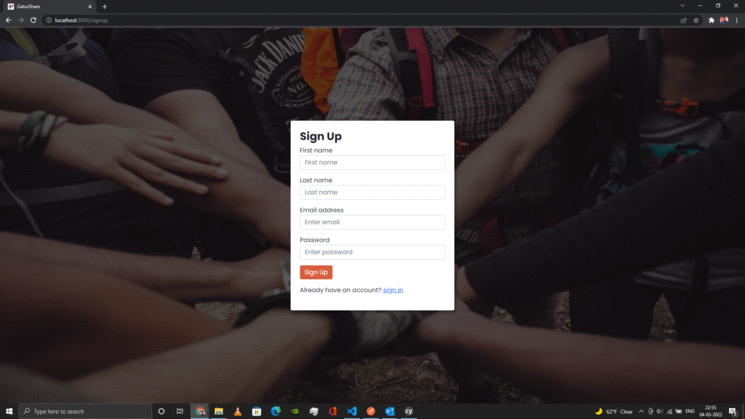 GatorShare
localhost:3000/signup
JACK DANIEL'S
Sign Up
First name
First name
Last name
Last name
Email address
Enter email
Password
Enter password
Sign Up
Already have an account? sign in
Type here to search
62°F Clear
ENG
22:55
04-03-2022